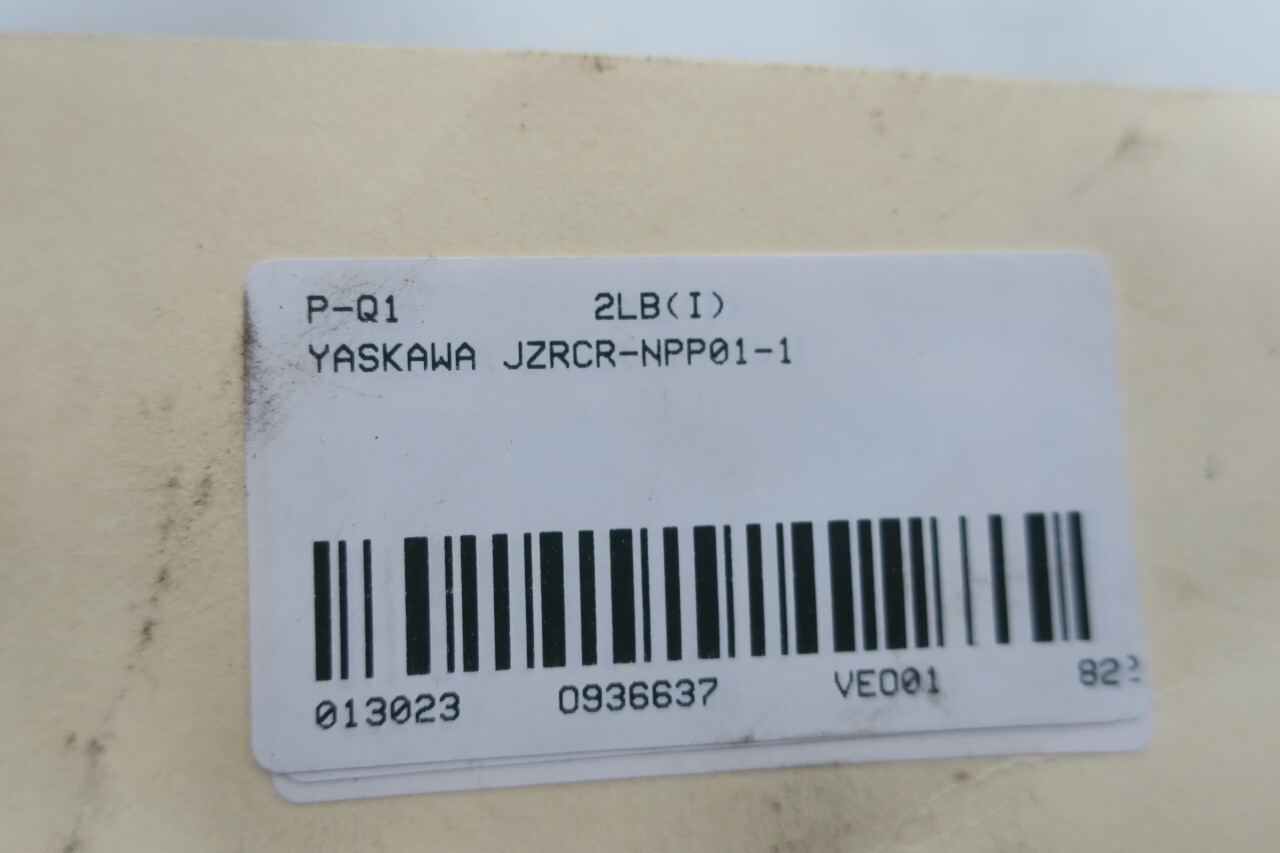 P-Q1 2LB(I)
YASKAWA JZRCR-NPP01-1
013023 0936637 VE001